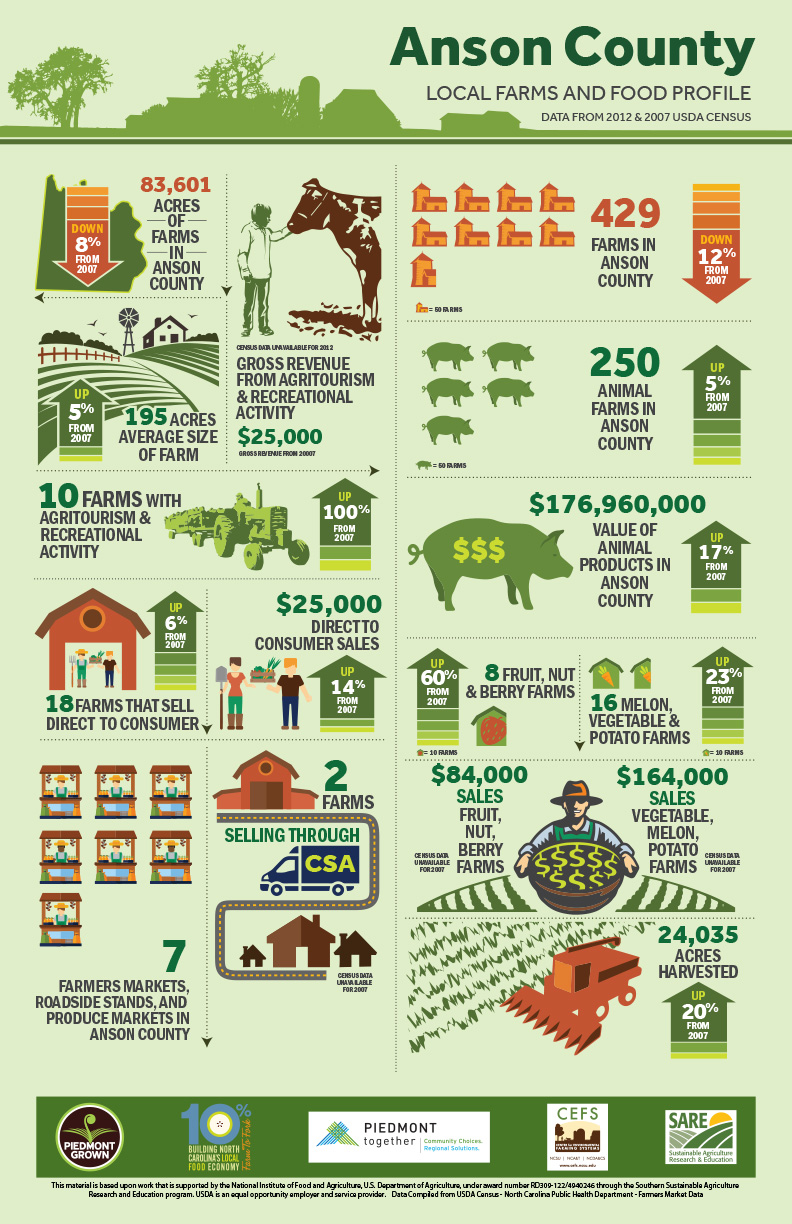 Anson County
LOCAL FARMS AND FOOD PROFILE
DATA FROM 2012 & 2007 USDA CENSUS
83,601
ACRES
OF
FARMS
IN
ANSON
COUNTY
DOWN
8%
FROM
2007
CENSUS DATA UNAVAILABLE FOR 2012
GROSS REVENUE
FROM AGRITOURISM
& RECREATIONAL
ACTIVITY
$25,000
GROSS REVENUE FROM 20007
UP
5%
FROM
2007
195 ACRES
AVERAGE SIZE
OF FARM
10 FARMS WITH
AGRITOURISM &
RECREATIONAL
ACTIVITY
UP
100%
FROM
2007
UP
6%
FROM
2007
18 FARMS THAT SELL
DIRECT TO CONSUMER
$25,000
DIRECT TO
CONSUMER SALES
UP
14%
FROM
2007
7
FARMERS MARKETS,
ROADSIDE STANDS, AND
PRODUCE MARKETS IN
ANSON COUNTY
2
FARMS
SELLING THROUGH
CSA
CENSUS DATA
UNAVAILABLE
FOR 2007
429
FARMS IN
ANSON
COUNTY
= 50 FARMS
DOWN
12%
FROM
2007
250
ANIMAL
FARMS IN
ANSON
COUNTY
= 50 FARMS
UP
5%
FROM
2007
$176,960,000
VALUE OF
ANIMAL
PRODUCTS IN
ANSON
COUNTY
$$$
UP
17%
FROM
2007
UP
60%
FROM
2007
= 10 FARMS
8 FRUIT, NUT
& BERRY FARMS
16 MELON,
VEGETABLE &
POTATO FARMS
UP
23%
FROM
2007
= 10 FARMS
$84,000
SALES
FRUIT,
NUT,
BERRY
FARMS
CENSUS DATA
UNAVAILABLE
FOR 2007
$164,000
SALES
VEGETABLE,
MELON,
POTATO
FARMS
CENSUS DATA
UNAVAILABLE
FOR 2007
24,035
ACRES
HARVESTED
UP
20%
FROM
2007
PIEDMONT
GROWN
10%
Farm To Fork
BUILDING NORTH
CAROLINA'S LOCAL
FOOD ECONOMY
PIEDMONT
together
Community Choices.
Regional Solutions.
CEFS
CENTER for ENVIRONMENTAL
FARMING SYSTEMS
NCSU | NCA&T | NCDA&CS
www.cefs.ncsu.edu
SARE
Sustainable Agriculture
Research & Education
This material is based upon work that is supported by the National Institute of Food and Agriculture, U.S. Department of Agriculture, under award number RD309-122/4940246 through the Southern Sustainable Agriculture
Research and Education program. USDA is an equal opportunity employer and service provider. Data Compiled from USDA Census - North Carolina Public Health Department - Farmers Market Data